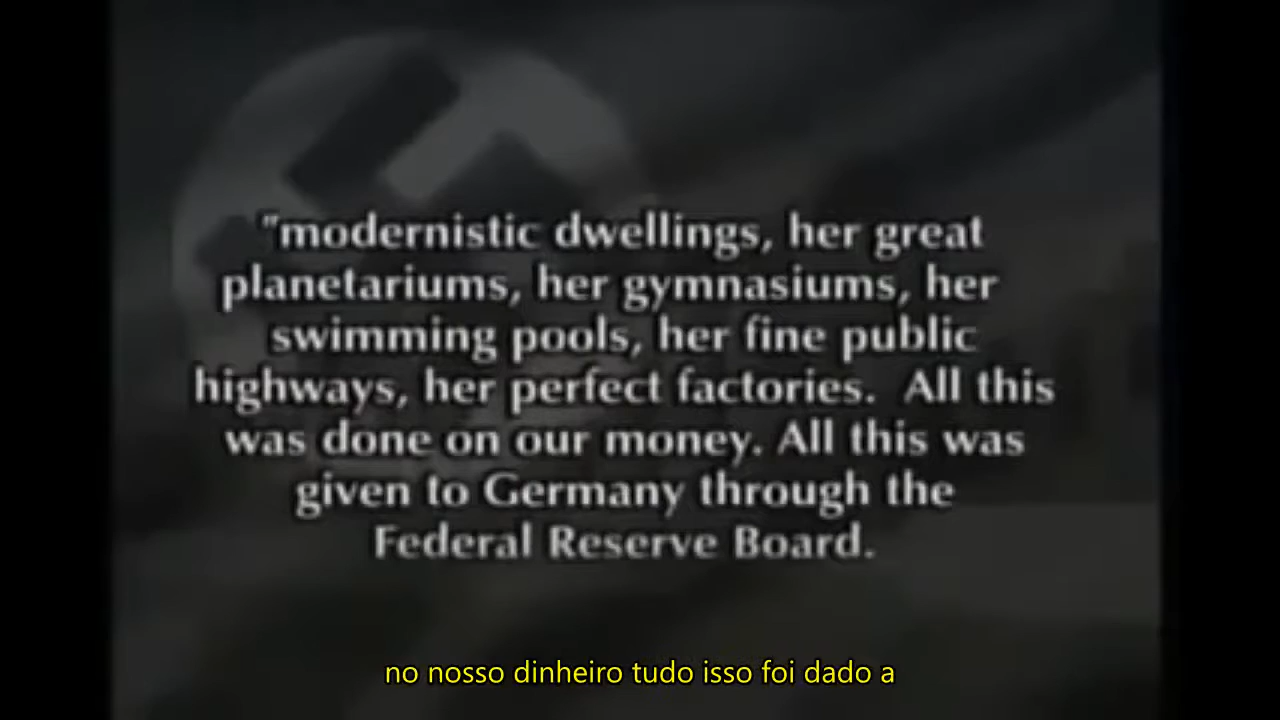 "modernistic dwellings, her great
planetariums, her gymnasiums, her
swimming pools, her fine public
highways, her perfect factories. All this
was done on our money. All this was
given to Germany through the
Federal Reserve Board.
no nosso dinheiro tudo isso foi dado a